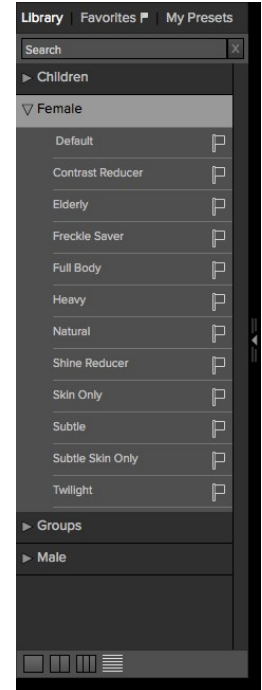 Library Favorites My Presets
Search X
Children
Female
Default
Contrast Reducer
Elderly
Freckle Saver
Full Body
Heavy
Natural
Shine Reducer
Skin Only
Subtle
Subtle Skin Only
Twilight
Groups
Male